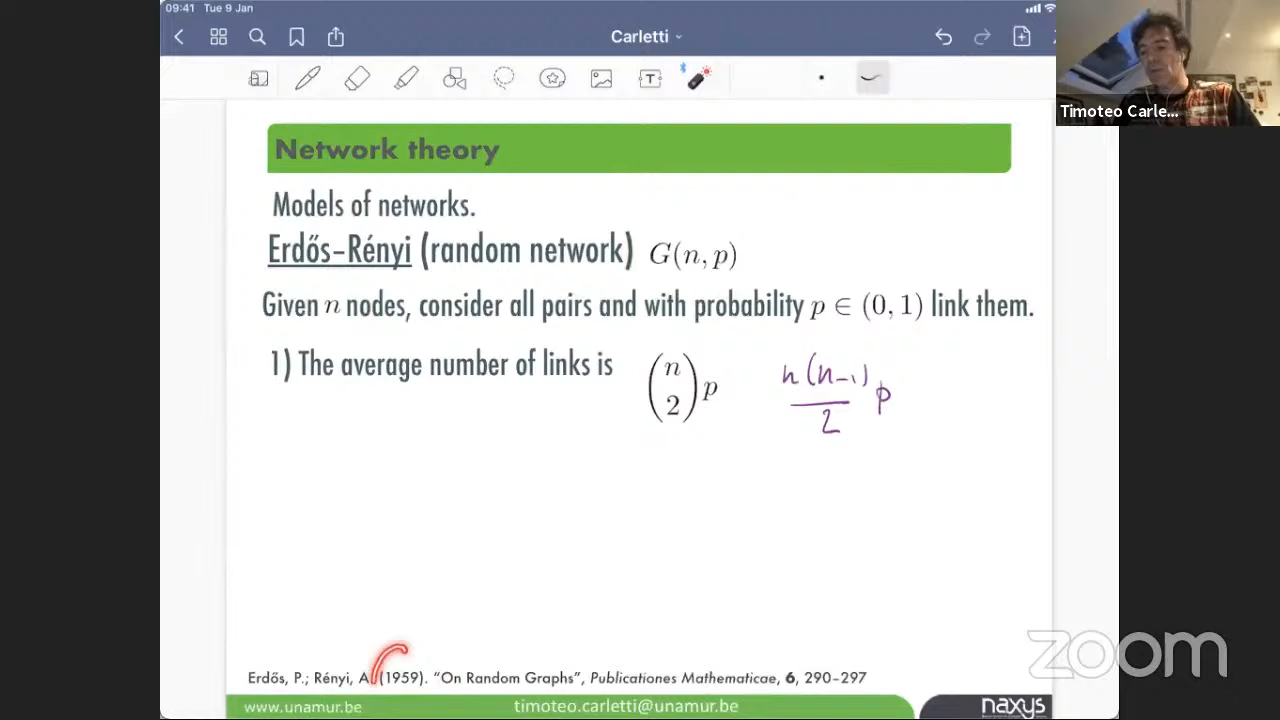 09:41 Tue 9 Jan
Carletti
Timoteo Carle...
Network theory
Models of networks.
Erdős-Rényi (random network) G(n, p)
Given n nodes, consider all pairs and with probability p ∈ (0, 1) link them.
1) The average number of links is (n 2) p n(n-1)/2 p
Erdős, P.; Rényi, A. (1959). “On Random Graphs”, Publicationes Mathematicae, 6, 290–297
www.unamur.be timoteo.carletti@unamur.be naxys
zoom